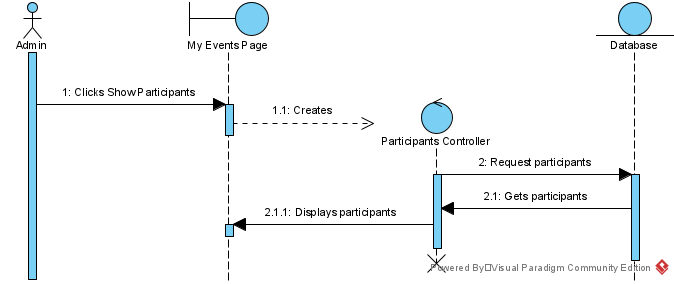 Admin
My Events Page
Database
1: Clicks Show Participants
1.1: Creates
Participants Controller
2: Request participants
2.1: Gets participants
2.1.1: Displays participants
Powered By Visual Paradigm Community Edition